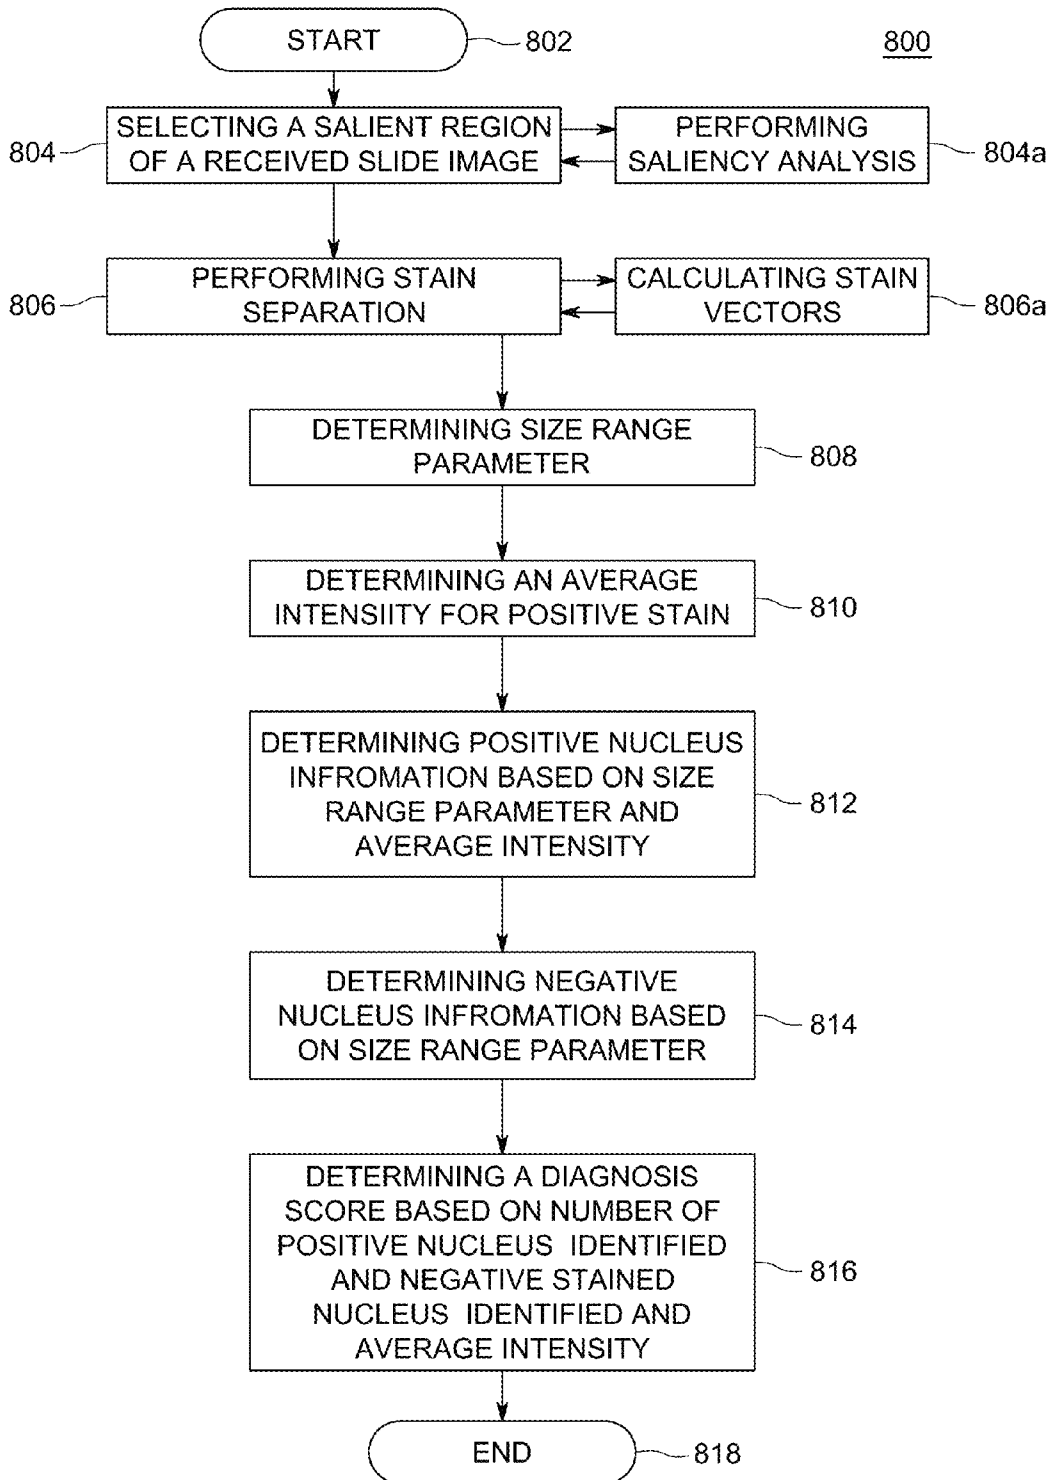 START
802
800
804
SELECTING A SALIENT REGION
OF A RECEIVED SLIDE IMAGE
PERFORMING
SALIENCY ANALYSIS
804a
806
PERFORMING STAIN
SEPARATION
CALCULATING STAIN
VECTORS
806a
DETERMINING SIZE RANGE
PARAMETER
808
DETERMINING AN AVERAGE
INTENSIITY FOR POSITIVE STAIN
810
DETERMINING POSITIVE NUCLEUS
INFROMATION BASED ON SIZE
RANGE PARAMETER AND
AVERAGE INTENSITY
812
DETERMINING NEGATIVE
NUCLEUS INFROMATION BASED
ON SIZE RANGE PARAMETER
814
DETERMINING A DIAGNOSIS
SCORE BASED ON NUMBER OF
POSITIVE NUCLEUS IDENTIFIED
AND NEGATIVE STAINED
NUCLEUS IDENTIFIED AND
AVERAGE INTENSITY
816
END
818